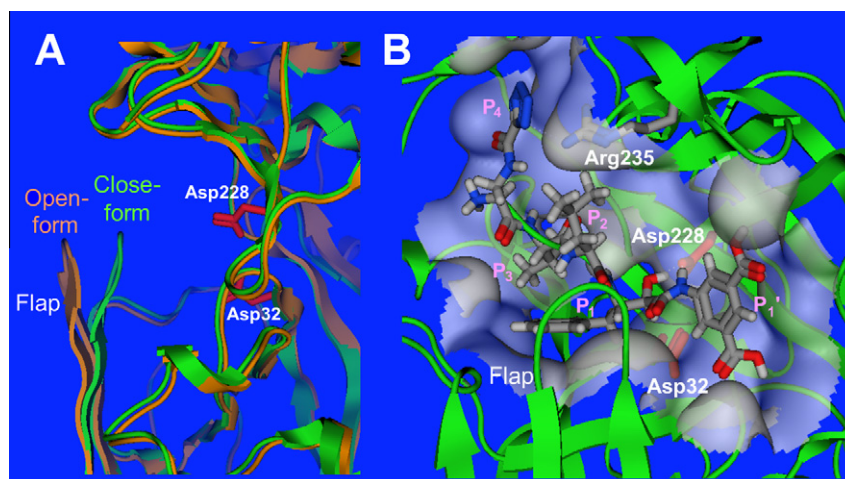 A
Open-
form
Close-
form
Asp228
Flap
Asp32
B
P4
Arg235
P2
Asp228
P3
P1
P1'
Flap
Asp32